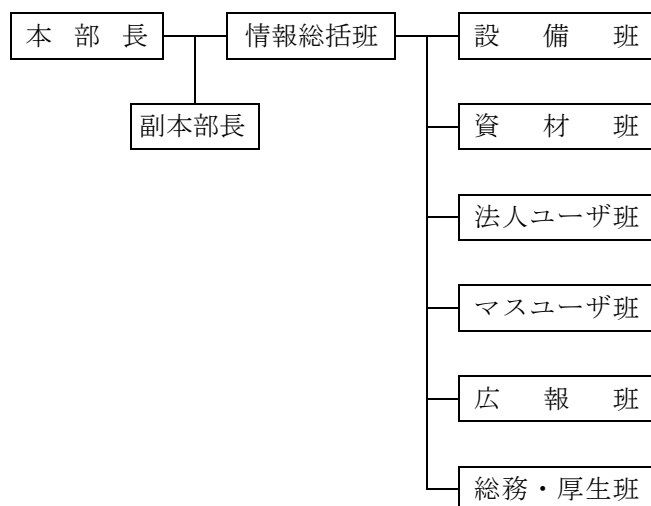 本部長
情報総括班
設備班
副本部長
資材班
法人ユーザ班
マスユーザ班
広報班
総務・厚生班